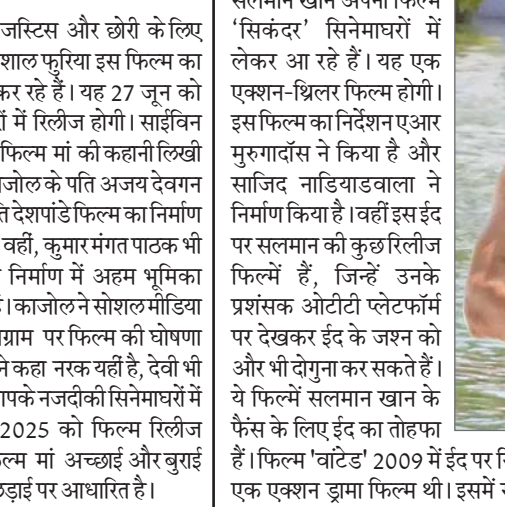 जस्टिस और छोरी के लिए
शाल फुरिया इस फिल्म का
कर रहे हैं। यह 27 जून को
में रिलीज होगी। साईविन
फिल्म मां की कहानी लिखी
काजोल के पति अजय देवगन
देशपांडे फिल्म का निर्माण
वहीं, कुमार मंगत पाठक भी
निर्माण में अहम भूमिका
। काजोल ने सोशल मीडिया
ग्राम पर फिल्म की घोषणा
ने कहा नरक यहीं है, देवी भी
आपके नजदीकी सिनेमाघरों में
2025 को फिल्म रिलीज
फिल्म मां अच्छाई और बुराई
लड़ाई पर आधारित है।
सलमान खान अपनी फिल्म
‘सिकंदर’ सिनेमाघरों में
लेकर आ रहे हैं। यह एक
एक्शन-थ्रिलर फिल्म होगी।
इस फिल्म का निर्देशन एआर
मुरुगादॉस ने किया है और
साजिद नाडियाडवाला ने
निर्माण किया है। वहीं इस ईद
पर सलमान की कुछ रिलीज
फिल्में हैं, जिन्हें उनके
प्रशंसक ओटीटी प्लेटफॉर्म
पर देखकर ईद के जश्न को
और भी दोगुना कर सकते हैं।
ये फिल्में सलमान खान के
फैंस के लिए ईद का तोहफा
हैं। फिल्म 'वांटेड' 2009 में ईद पर
एक एक्शन ड्रामा फिल्म थी। इसमें